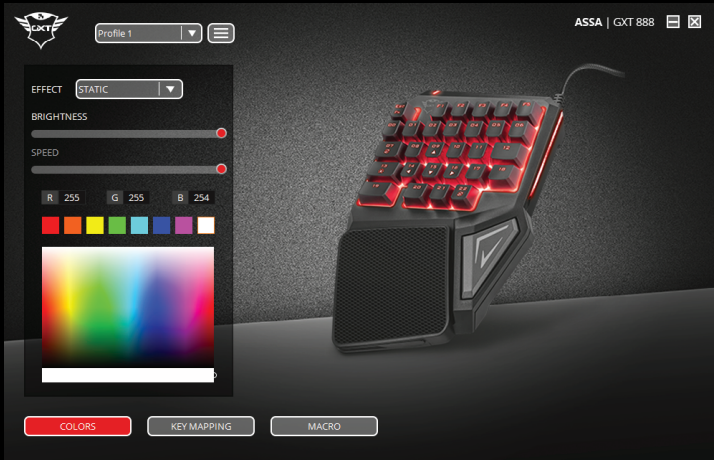 GXT
Profile 1
ASSA | GXT 888
EFFECT
STATIC
BRIGHTNESS
SPEED
R 255 G 255 B 254
COLORS
KEY MAPPING
MACRO